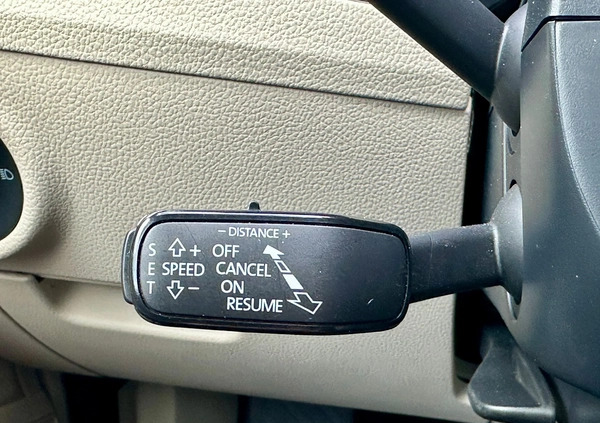 - DISTANCE +
S + OFF
E SPEED CANCEL
T - ON
RESUME